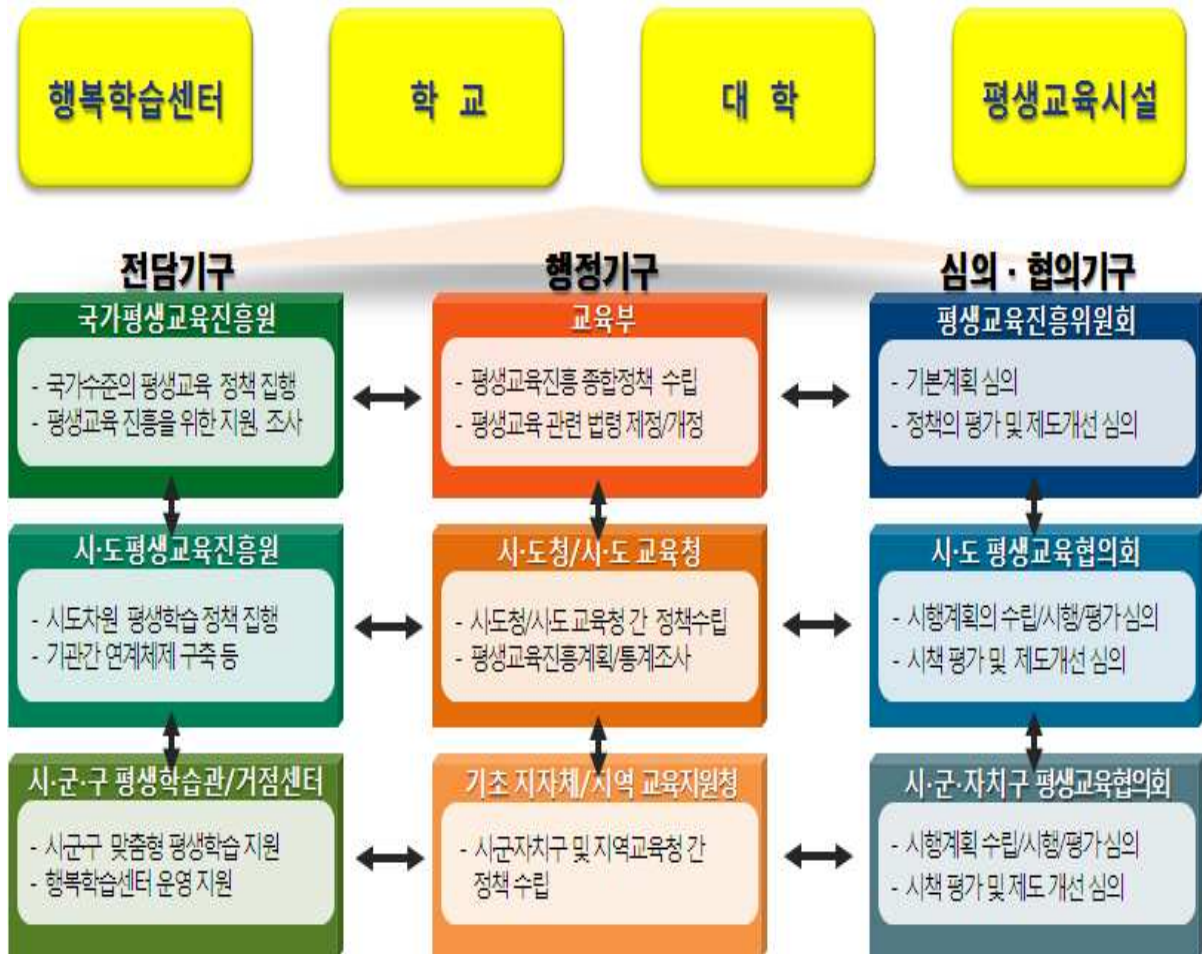 행복학습센터
학 교
대 학
평생교육시설
전담기구
행정기구
심의 · 협의기구
국가평생교육진흥원
- 국가수준의 평생교육 정책 집행
- 평생교육 진흥을 위한 지원, 조사
교육부
- 평생교육진흥 종합정책 수립
- 평생교육 관련 법령 제정/개정
평생교육진흥위원회
- 기본계획 심의
- 정책의 평가 및 제도개선 심의
시·도평생교육진흥원
- 시도차원 평생학습 정책 집행
- 기관간 연계체제 구축 등
시·도청/시·도 교육청
- 시·도청/시·도 교육청 간 정책수립
- 평생교육진흥계획/통계조사
시·도 평생교육협의회
- 시행계획의 수립/시행/평가 심의
- 시책 평가 및 제도개선 심의
시·군·구 평생학습관/거점센터
- 시군구 맞춤형 평생학습 지원
- 행복학습센터 운영 지원
기초 지자체/지역 교육지원청
- 시·군자치구 및 지역교육청 간
정책 수립
시·군·자치구 평생교육협의회
- 시행계획 수립/시행/평가 심의
- 시책 평가 및 제도 개선 심의